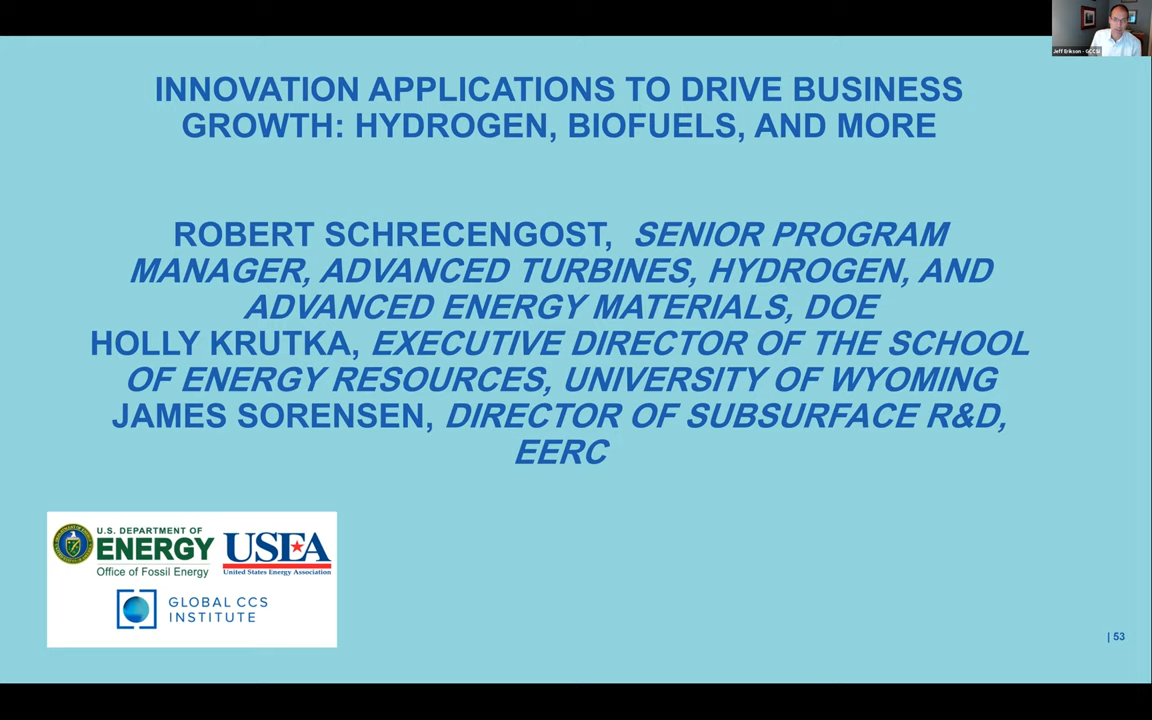 Jeff Erikson - GCCSI
INNOVATION APPLICATIONS TO DRIVE BUSINESS
GROWTH: HYDROGEN, BIOFUELS, AND MORE
ROBERT SCHRECENGOST, SENIOR PROGRAM
MANAGER, ADVANCED TURBINES, HYDROGEN, AND
ADVANCED ENERGY MATERIALS, DOE
HOLLY KRUTKA, EXECUTIVE DIRECTOR OF THE SCHOOL
OF ENERGY RESOURCES, UNIVERSITY OF WYOMING
JAMES SORENSEN, DIRECTOR OF SUBSURFACE R&D,
EERC
U.S. DEPARTMENT OF
ENERGY
Office of Fossil Energy
USEA
United States Energy Association
GLOBAL CCS
INSTITUTE
| 53